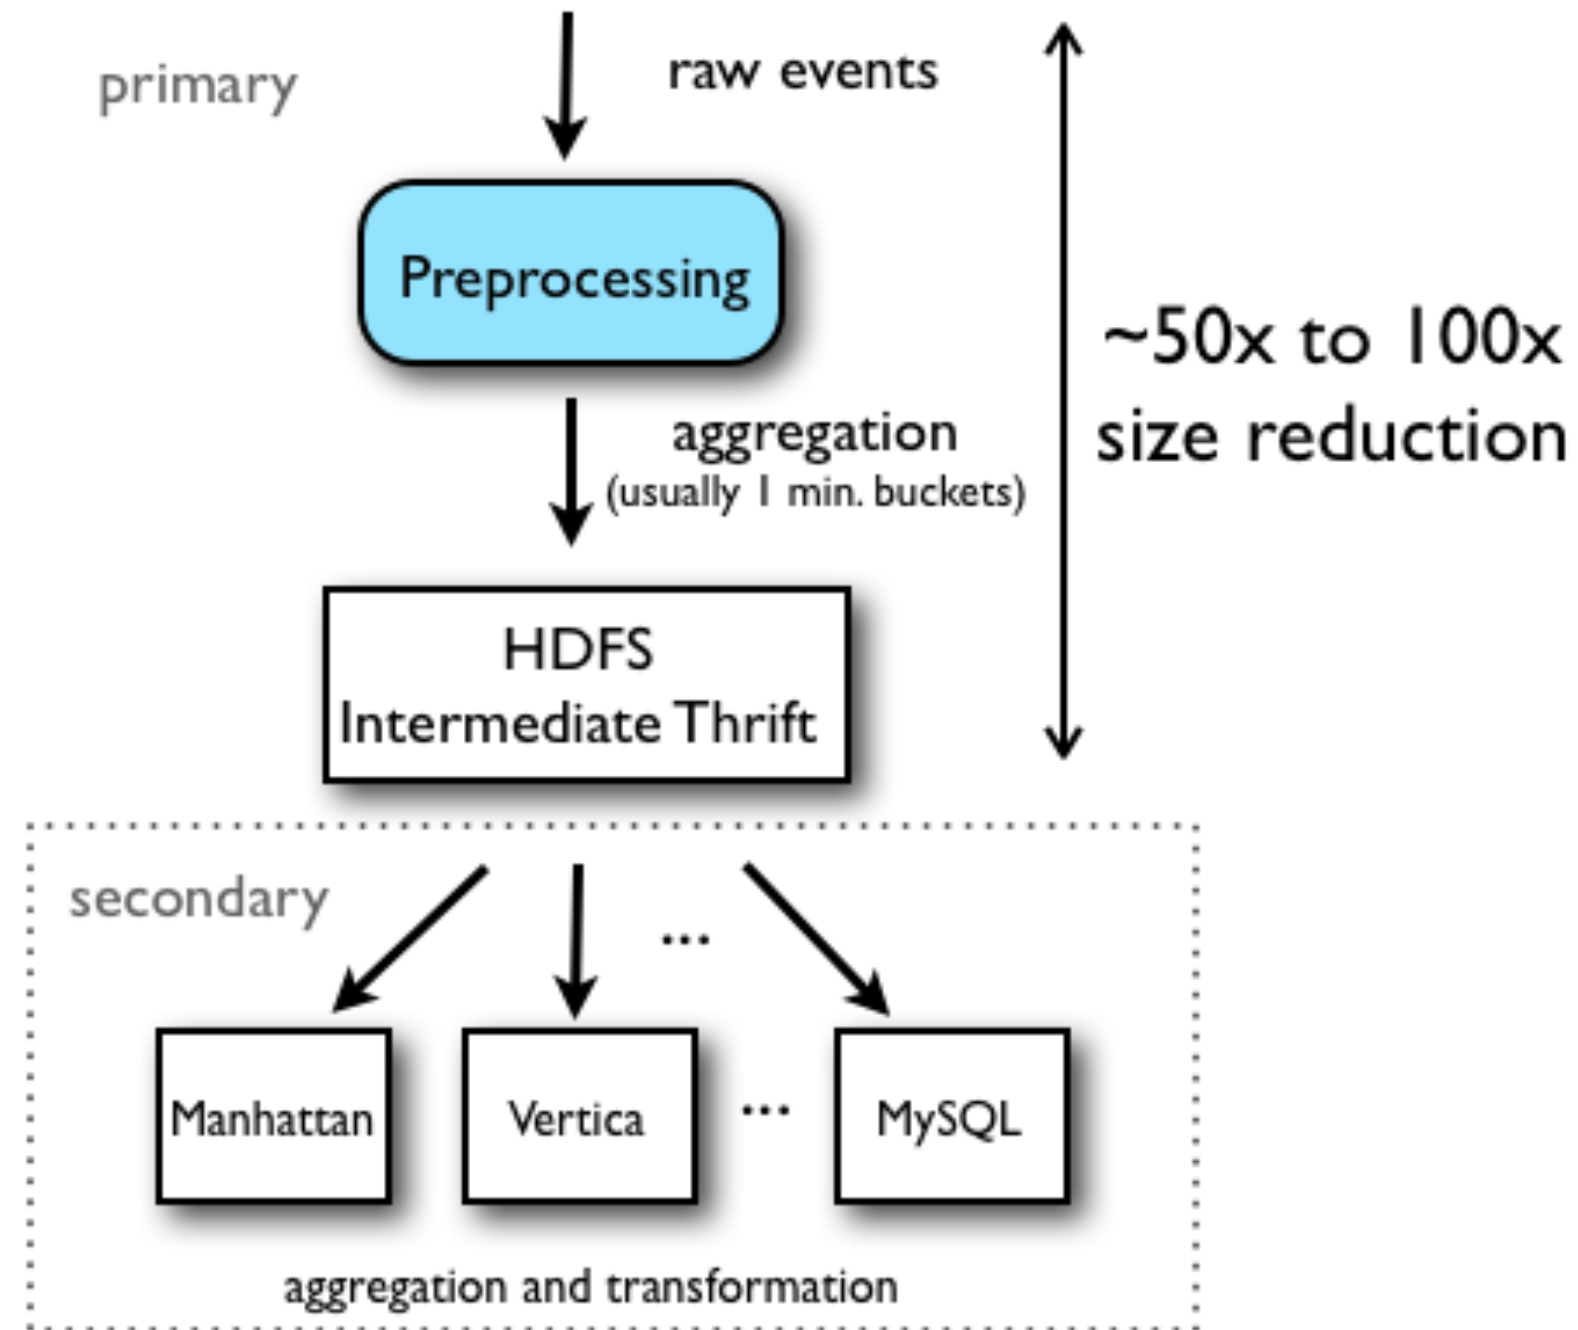 primary
raw events
Preprocessing
~50x to 100x
size reduction
aggregation
(usually 1 min. buckets)
HDFS
Intermediate Thrift
secondary
...
Manhattan
Vertica
...
MySQL
aggregation and transformation